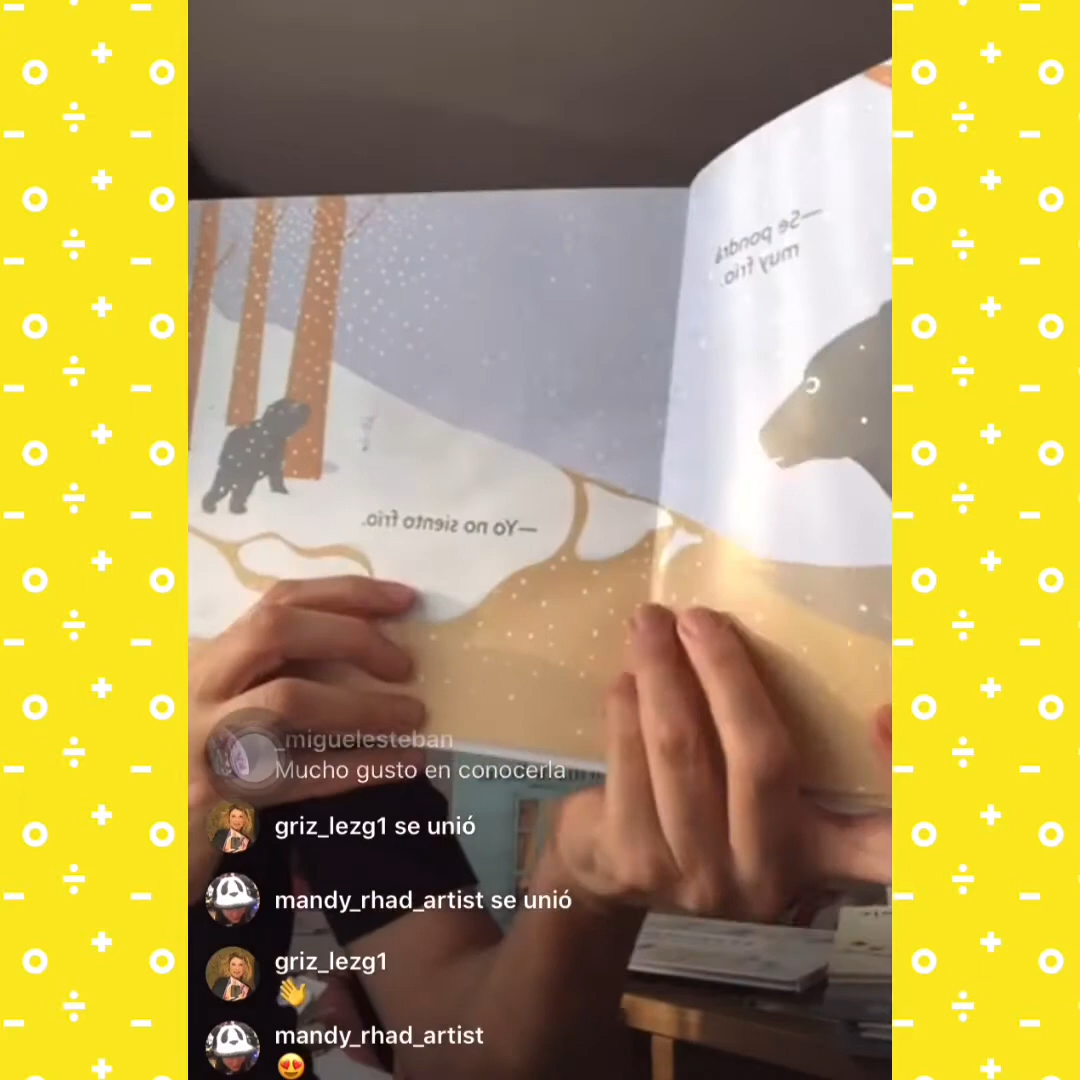 —Se pondrá
muy frío.
—Yo no siento frío.
_miguelesteban
Mucho gusto en conocerla
griz_lezg1 se unió
mandy_rhad_artist se unió
griz_lezg1
👋
mandy_rhad_artist
😍